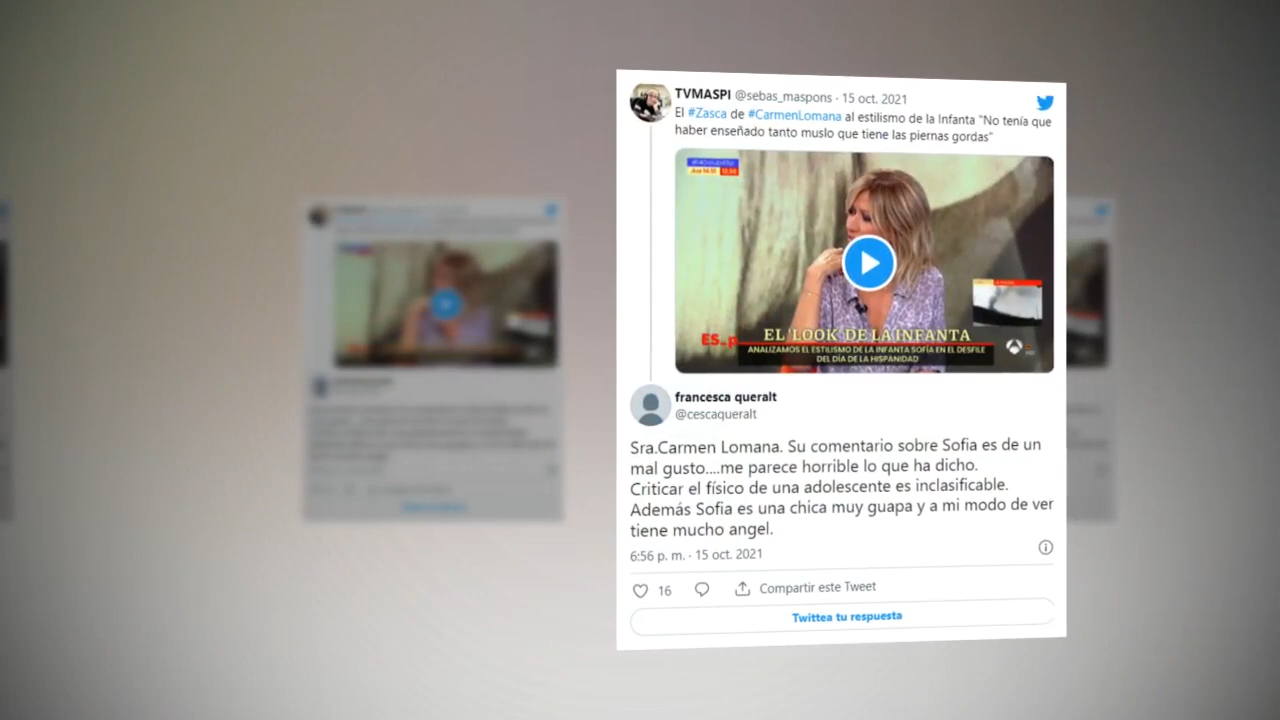 TVMASPI @sebas_maspons · 15 oct. 2021
El #Zasca de #CarmenLomana al estilismo de la Infanta "No tenía que
haber enseñado tanto muslo que tiene las piernas gordas"
EL 'LOOK' DE LA INFANTA
ANALIZAMOS EL ESTILISMO DE LA INFANTA SOFÍA EN EL DESFILE
DEL DÍA DE LA HISPANIDAD
francesca queralt
@cescaqueralt
Sra.Carmen Lomana. Su comentario sobre Sofia es de un
mal gusto....me parece horrible lo que ha dicho.
Criticar el físico de una adolescente es inclasificable.
Además Sofia es una chica muy guapa y a mi modo de ver
tiene mucho angel.
6:56 p. m. · 15 oct. 2021
16
Compartir este Tweet
Twittea tu respuesta